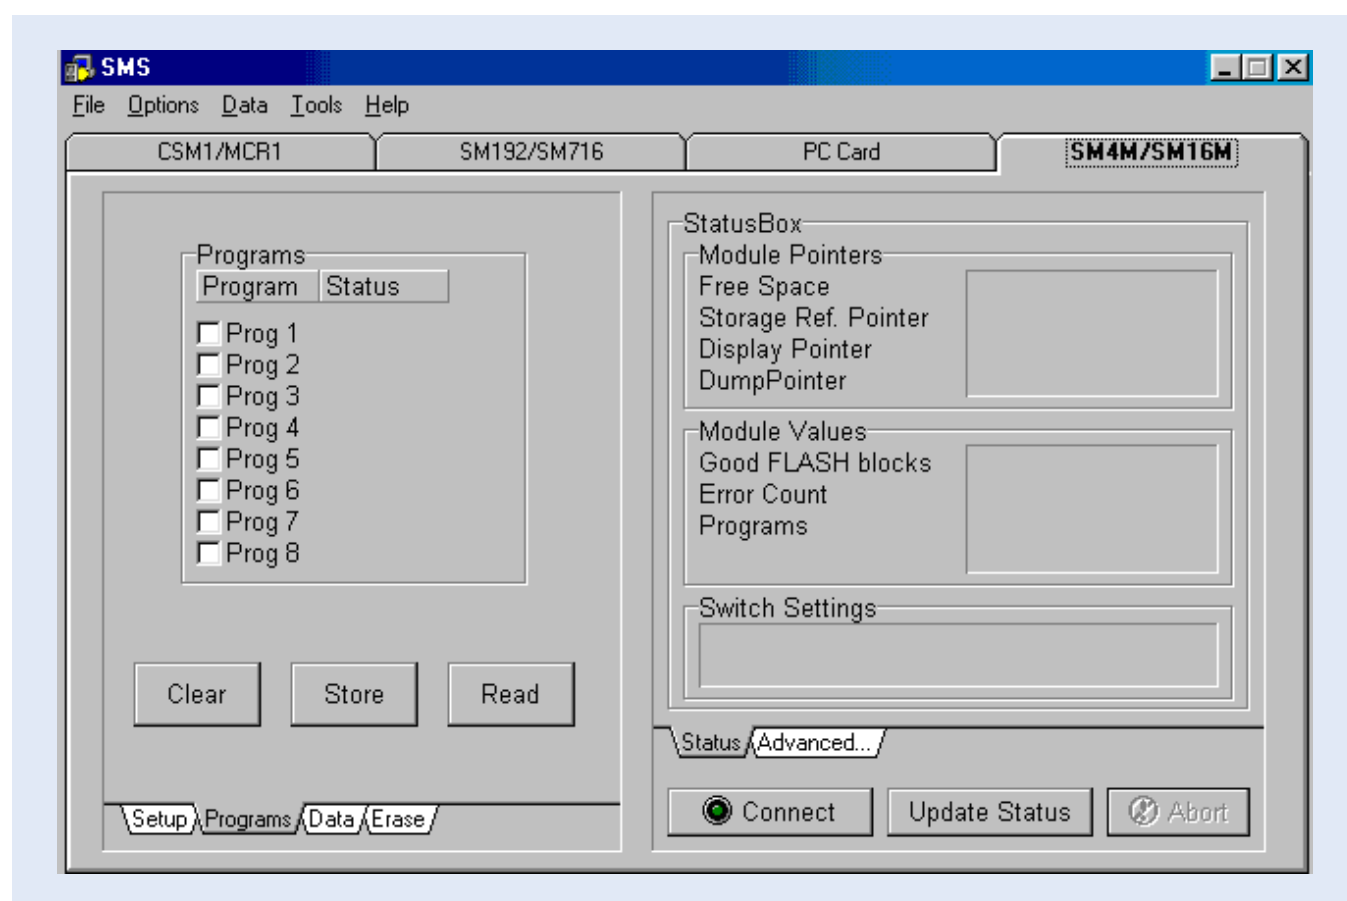 SMS
File Options Data Tools Help
CSM1/MCR1 SM192/SM716 PC Card SM4M/SM16M
Programs
Program Status
Prog 1
Prog 2
Prog 3
Prog 4
Prog 5
Prog 6
Prog 7
Prog 8
Clear Store Read
Setup Programs Data Erase
StatusBox
Module Pointers
Free Space
Storage Ref. Pointer
Display Pointer
DumpPointer
Module Values
Good FLASH blocks
Error Count
Programs
Switch Settings
Status Advanced...
Connect Update Status Abort